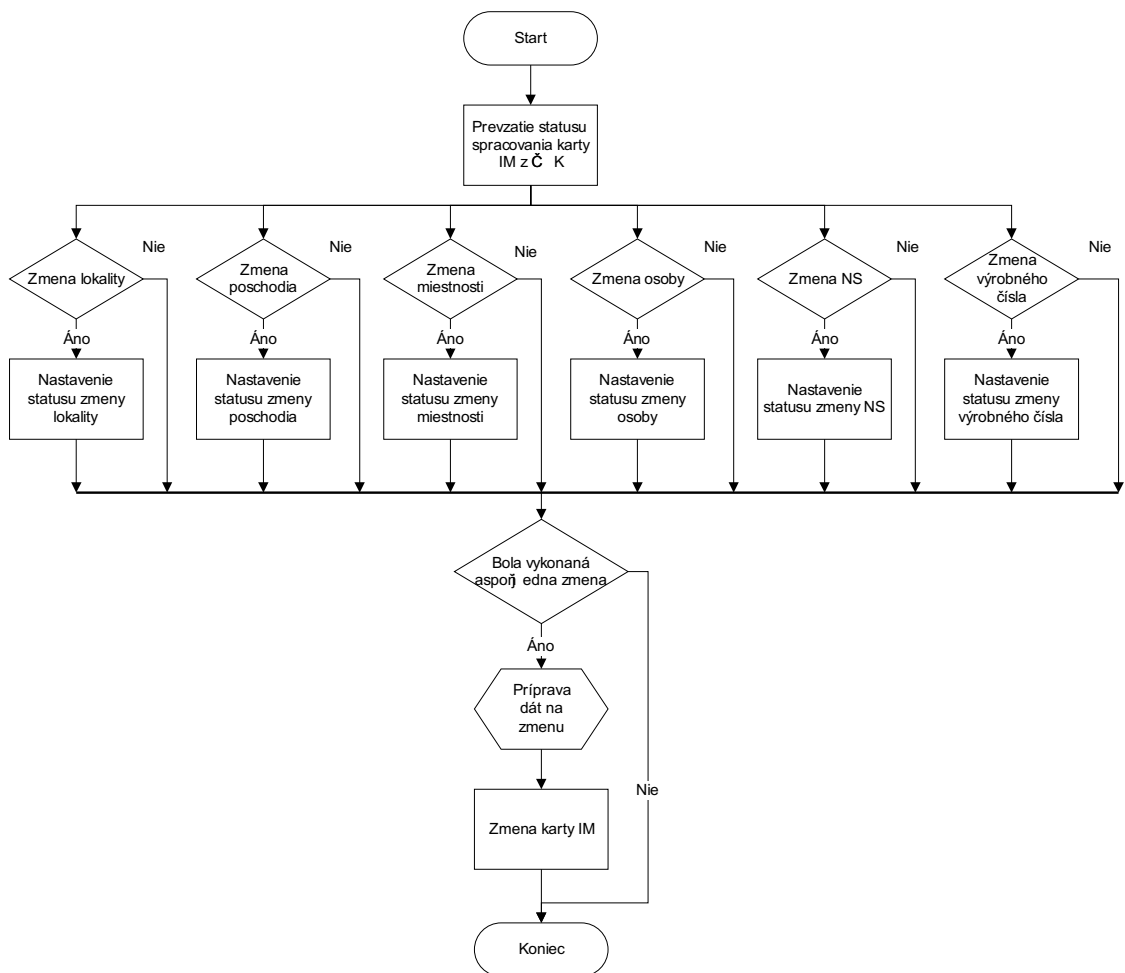 Start
Prevzatie statusu
spracovania karty
IM z Č K
Nie
Nie
Nie
Nie
Nie
Nie
Zmena lokality
Zmena
poschodia
Zmena
miestnosti
Zmena osoby
Zmena NS
Zmena
výrobného
čísla
Áno
Áno
Áno
Áno
Áno
Áno
Nastavenie
statusu zmeny
lokality
Nastavenie
statusu zmeny
poschodia
Nastavenie
statusu zmeny
miestnosti
Nastavenie
statusu zmeny
osoby
Nastavenie
statusu zmeny NS
Nastavenie
statusu zmeny
výrobného čísla
Bola vykonaná
aspoň jedna zmena
Áno
Príprava
dát na
zmenu
Nie
Zmena karty IM
Koniec